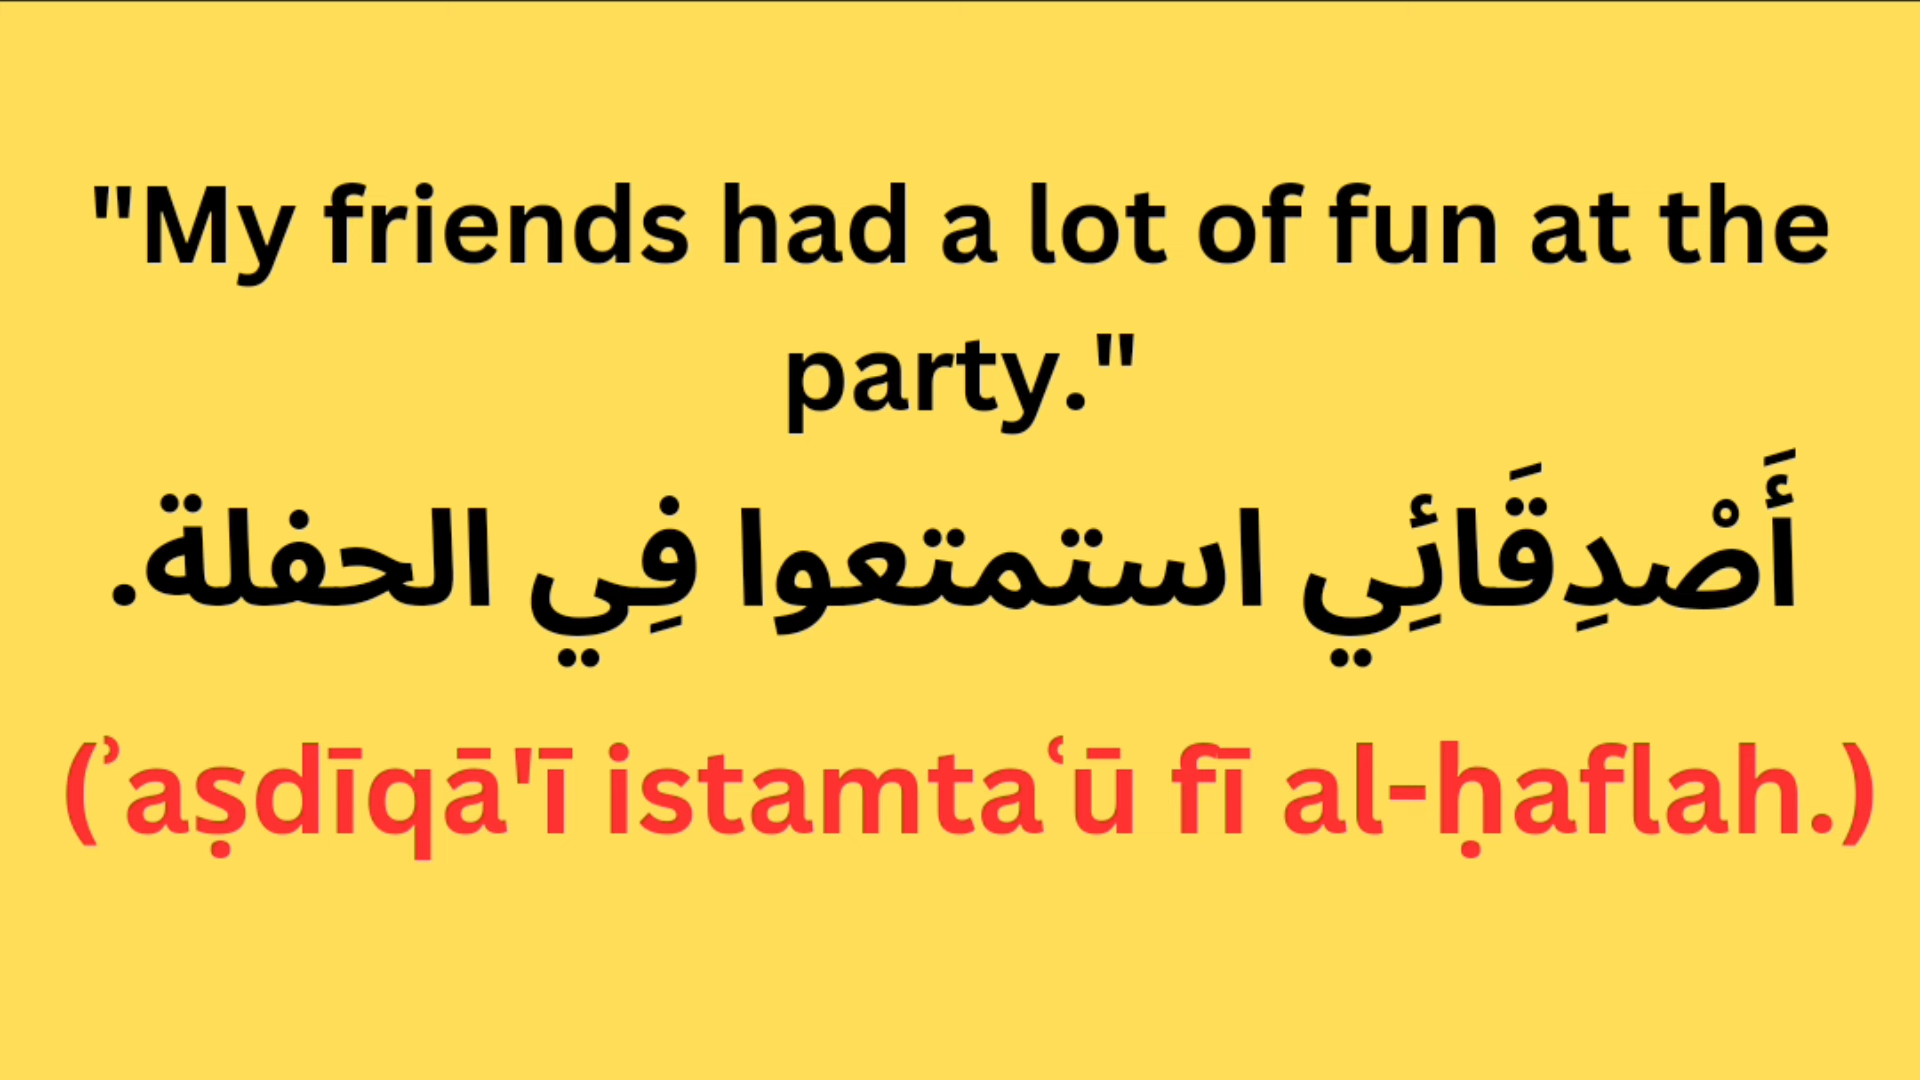 "My friends had a lot of fun at the
party."
أَصْدِقَائِي استمتعوا فِي الحفلة.
(ʾaṣdīqā'ī istamtaʿū fī al-ḥaflah.)